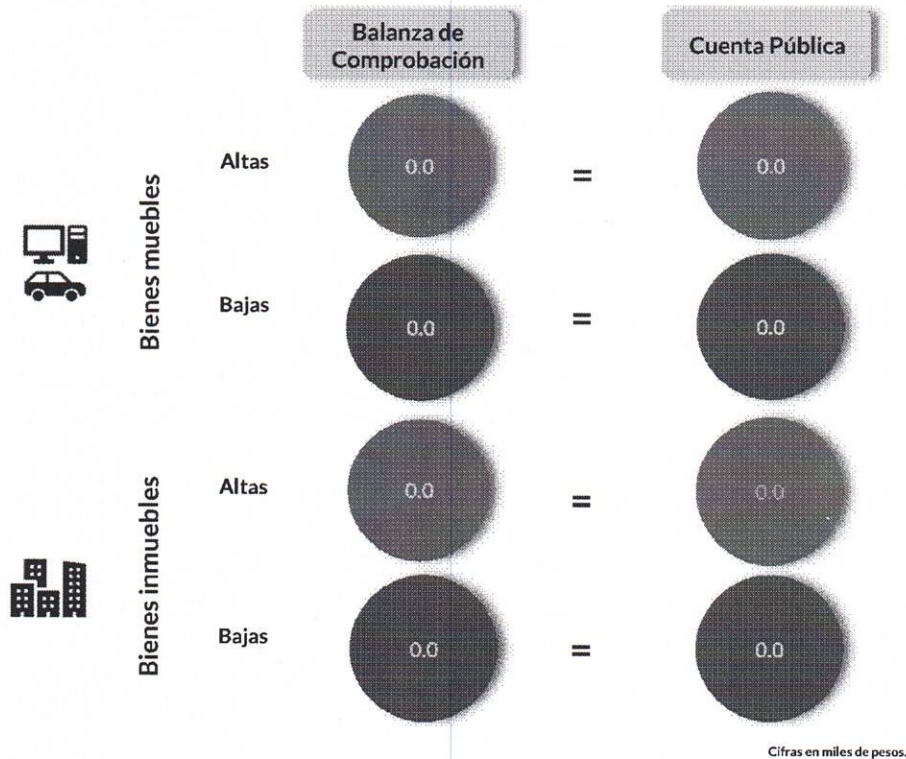 Balanza de
Comprobación
Cuenta Pública
Bienes muebles
Altas
0.0
=
0.0
Bajas
0.0
=
0.0
Bienes inmuebles
Altas
0.0
=
0.0
Bajas
0.0
=
0.0
Cifras en miles de pesos.